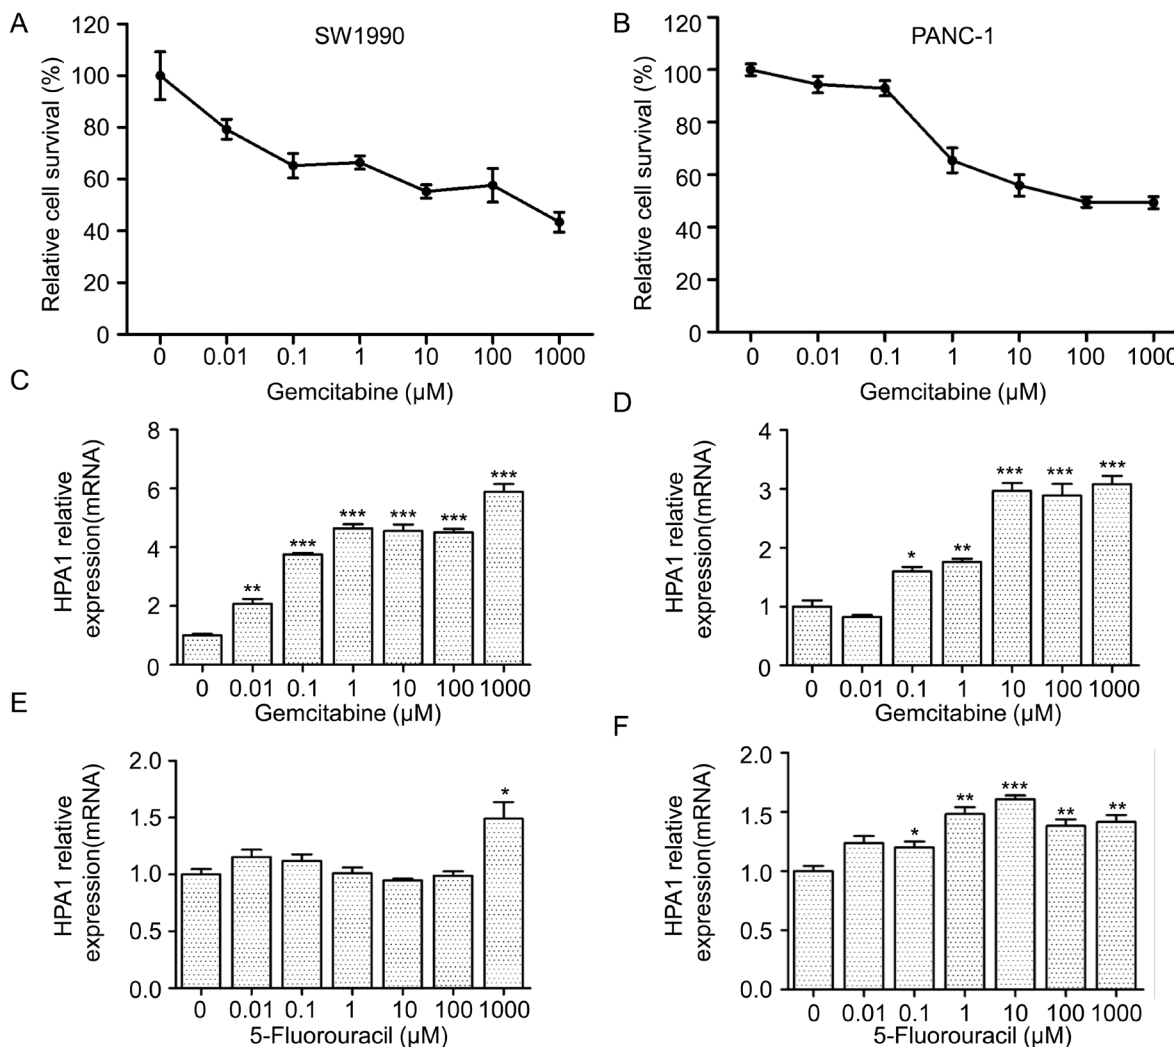 A
SW1990
120
100
80
60
40
20
0
Relative cell survival (%)
0 0.01 0.1 1 10 100 1000
Gemcitabine (μM)
B
PANC-1
120
100
80
60
40
20
0
Relative cell survival (%)
0 0.01 0.1 1 10 100 1000
Gemcitabine (μM)
C
8
6
4
2
0
HPA1 relative
expression(mRNA)
** *** *** *** *** ***
0 0.01 0.1 1 10 100 1000
Gemcitabine (μM)
D
4
3
2
1
0
HPA1 relative
expression(mRNA)
* ** *** *** ***
0 0.01 0.1 1 10 100 1000
Gemcitabine (μM)
E
2.0
1.5
1.0
0.5
0.0
HPA1 relative
expression(mRNA)
*
0 0.01 0.1 1 10 100 1000
5-Fluorouracil (μM)
F
2.0
1.5
1.0
0.5
0.0
HPA1 relative
expression(mRNA)
* ** *** ** **
0 0.01 0.1 1 10 100 1000
5-Fluorouracil (μM)